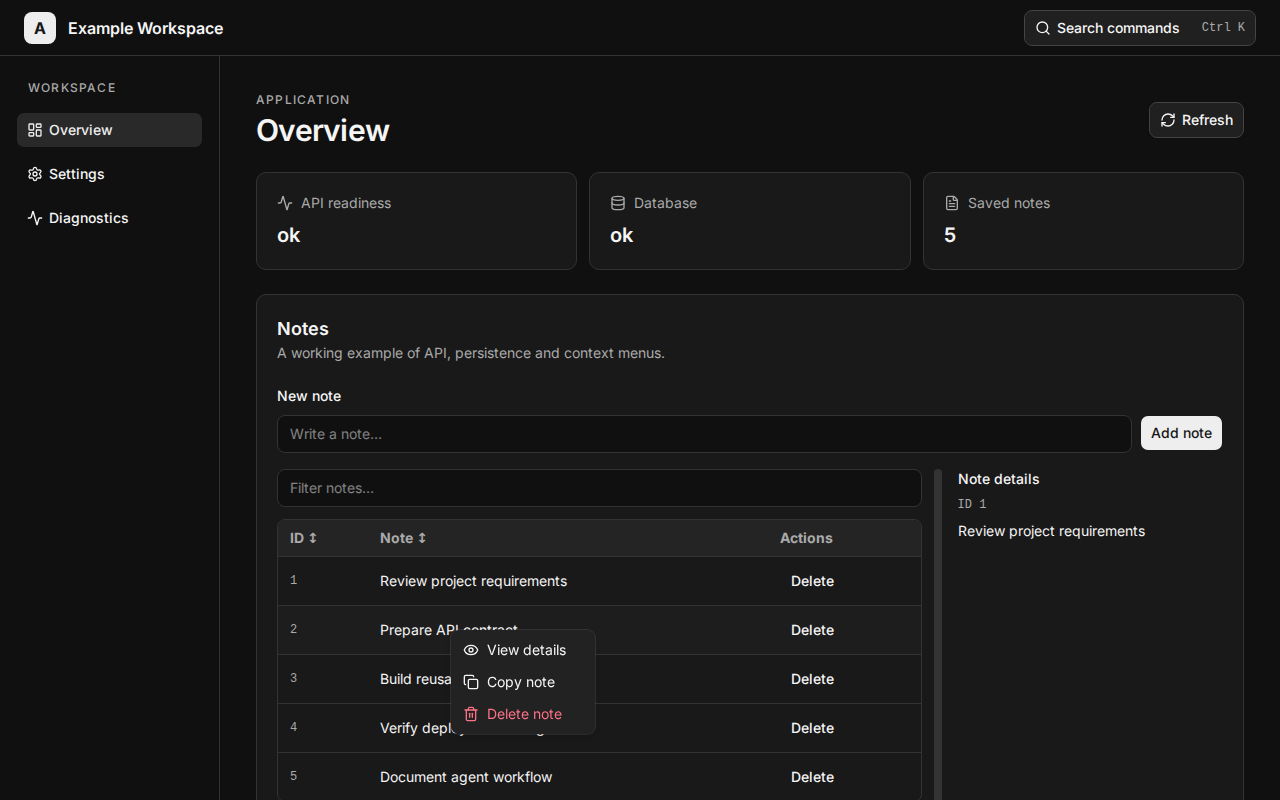 A Example Workspace
Search commands Ctrl K
WORKSPACE
Overview
Settings
Diagnostics
APPLICATION
Overview
Refresh
API readiness
ok
Database
ok
Saved notes
5
Notes
A working example of API, persistence and context menus.
New note
Write a note...
Add note
Filter notes...
ID ↕ Note ↕ Actions
1 Review project requirements Delete
2 Prepare API contract Delete
3 Build Delete
4 Verify Delete
5 Document agent workflow Delete
View details
Copy note
Delete note
Note details
ID 1
Review project requirements